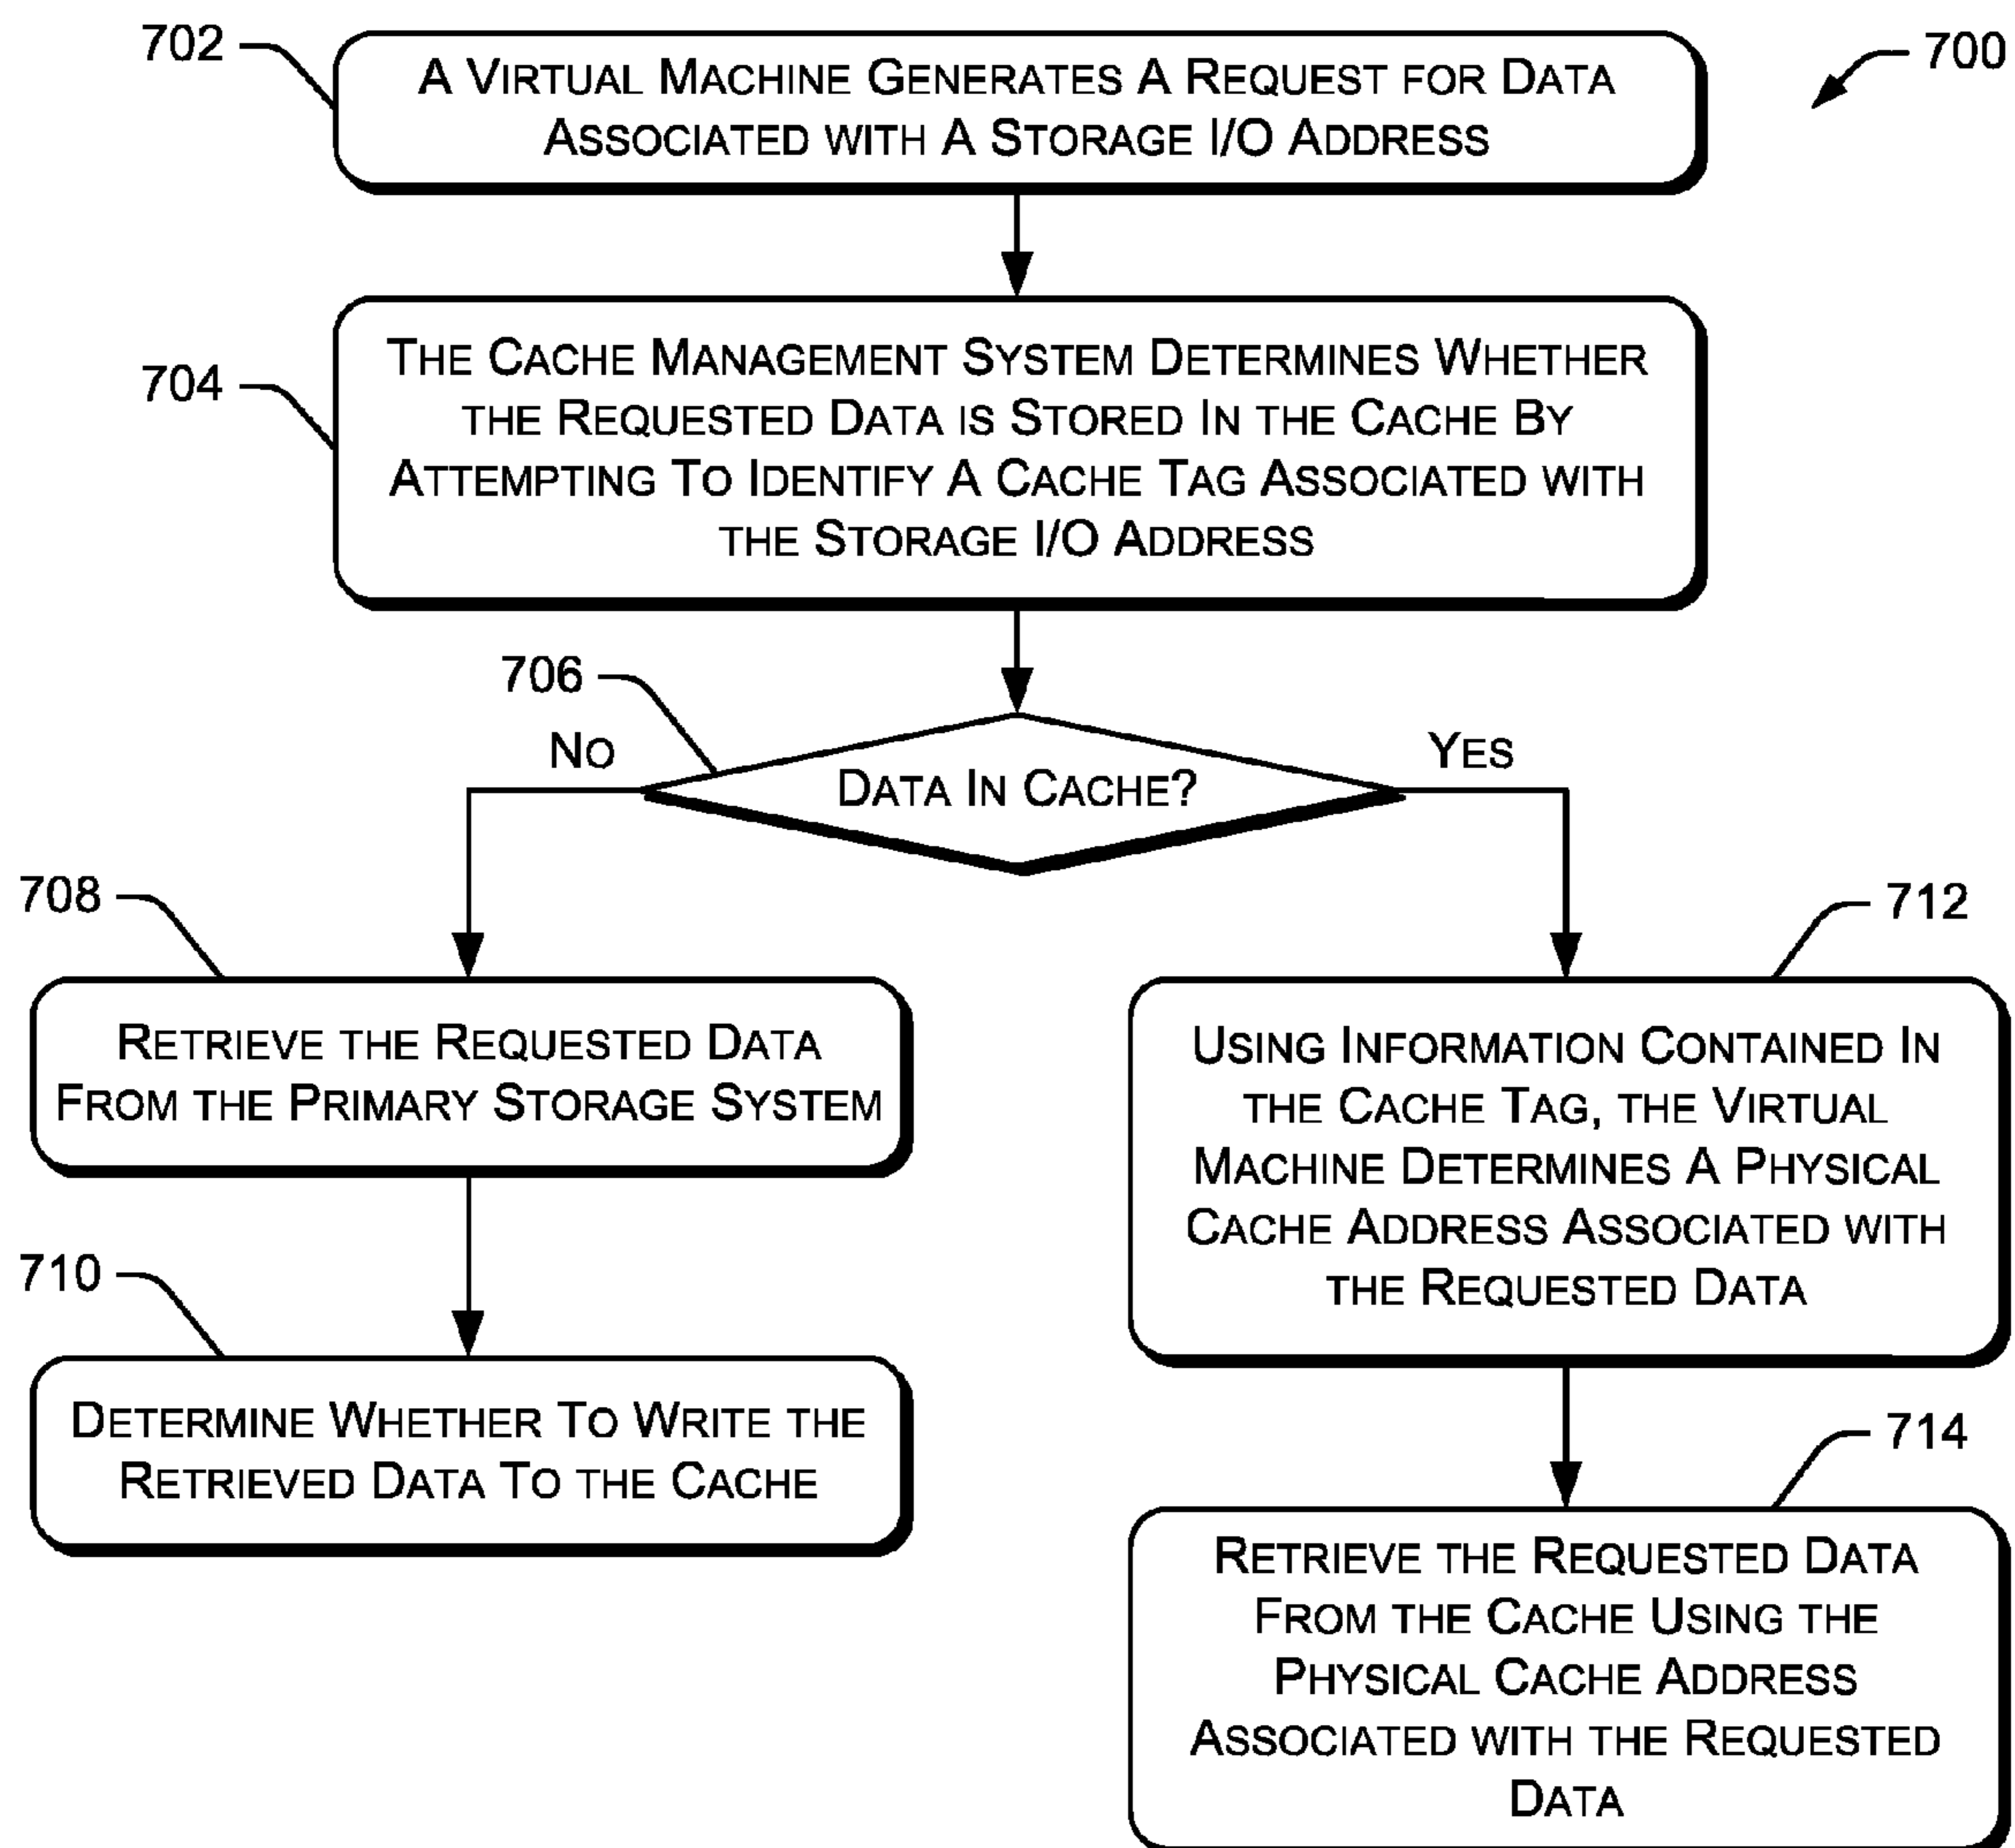 702
A VIRTUAL MACHINE GENERATES A REQUEST FOR DATA
ASSOCIATED WITH A STORAGE I/O ADDRESS
700
704
THE CACHE MANAGEMENT SYSTEM DETERMINES WHETHER
THE REQUESTED DATA IS STORED IN THE CACHE BY
ATTEMPTING TO IDENTIFY A CACHE TAG ASSOCIATED WITH
THE STORAGE I/O ADDRESS
706
NO
DATA IN CACHE?
YES
708
RETRIEVE THE REQUESTED DATA
FROM THE PRIMARY STORAGE SYSTEM
710
DETERMINE WHETHER TO WRITE THE
RETRIEVED DATA TO THE CACHE
712
USING INFORMATION CONTAINED IN
THE CACHE TAG, THE VIRTUAL
MACHINE DETERMINES A PHYSICAL
CACHE ADDRESS ASSOCIATED WITH
THE REQUESTED DATA
714
RETRIEVE THE REQUESTED DATA
FROM THE CACHE USING THE
PHYSICAL CACHE ADDRESS
ASSOCIATED WITH THE REQUESTED
DATA